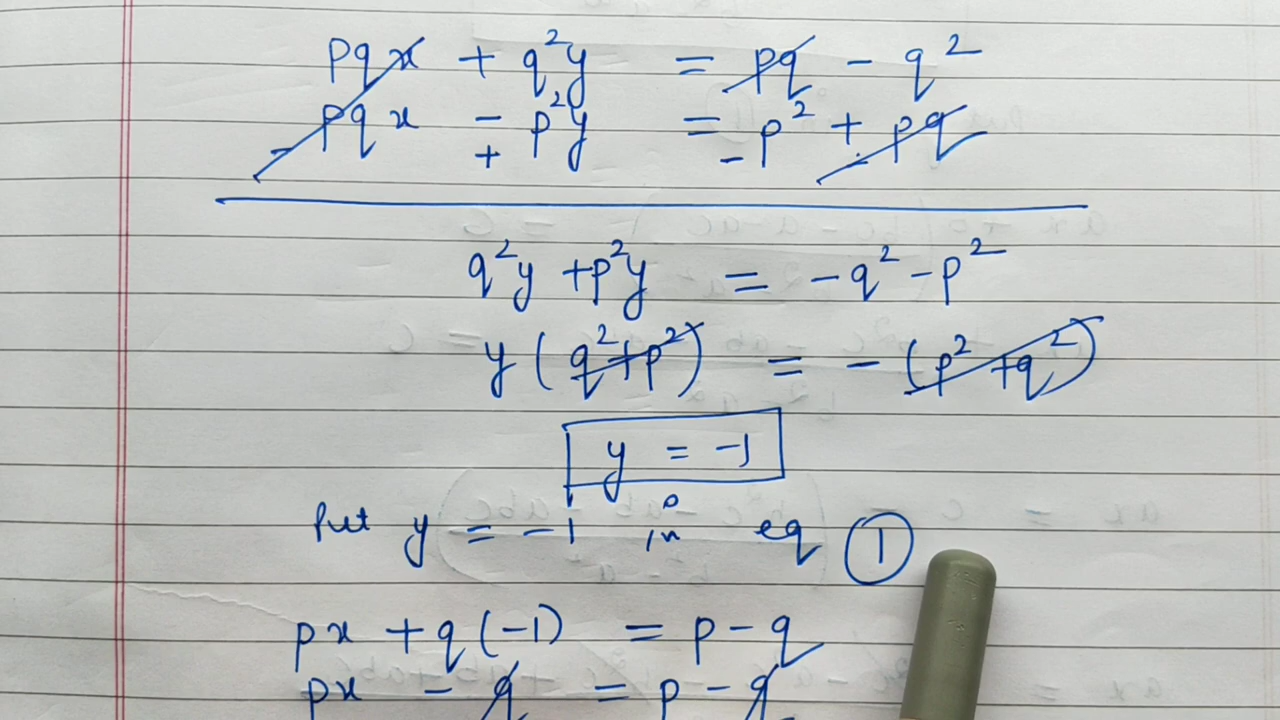 pqx + q²y = pq - q²
pqx - p²y = p² + pq
- + - -
q²y + p²y = -q² - p²
y(q² + p²) = -(p² + q²)
y = -1
Put y = -1 in eq ①
px + q(-1) = p - q
px - q = p - q